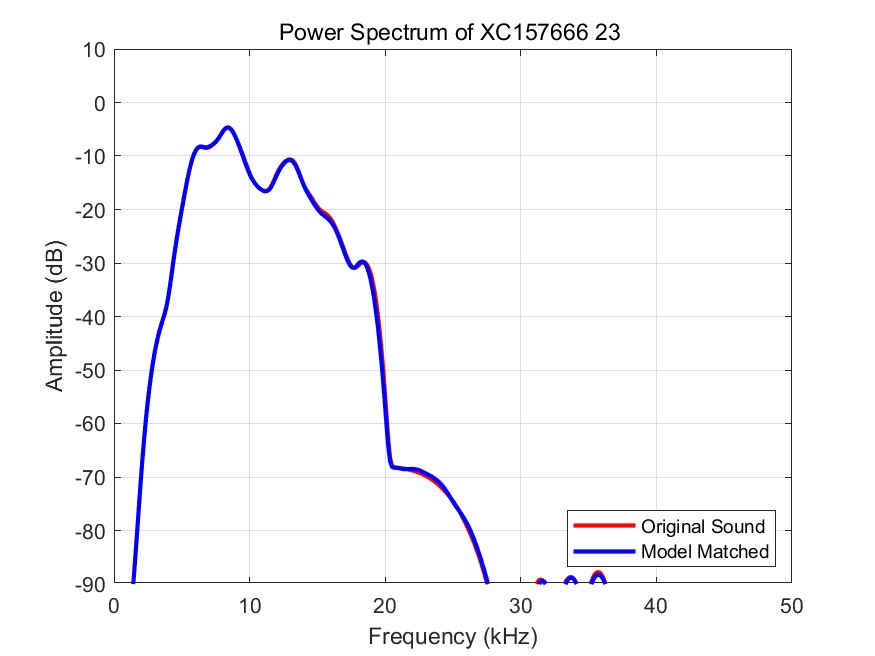 Power Spectrum of XC157666 23
10
0
-10
-20
-30
-40
-50
-60
-70
-80
-90
Amplitude (dB)
Original Sound
Model Matched
0 10 20 30 40 50
Frequency (kHz)